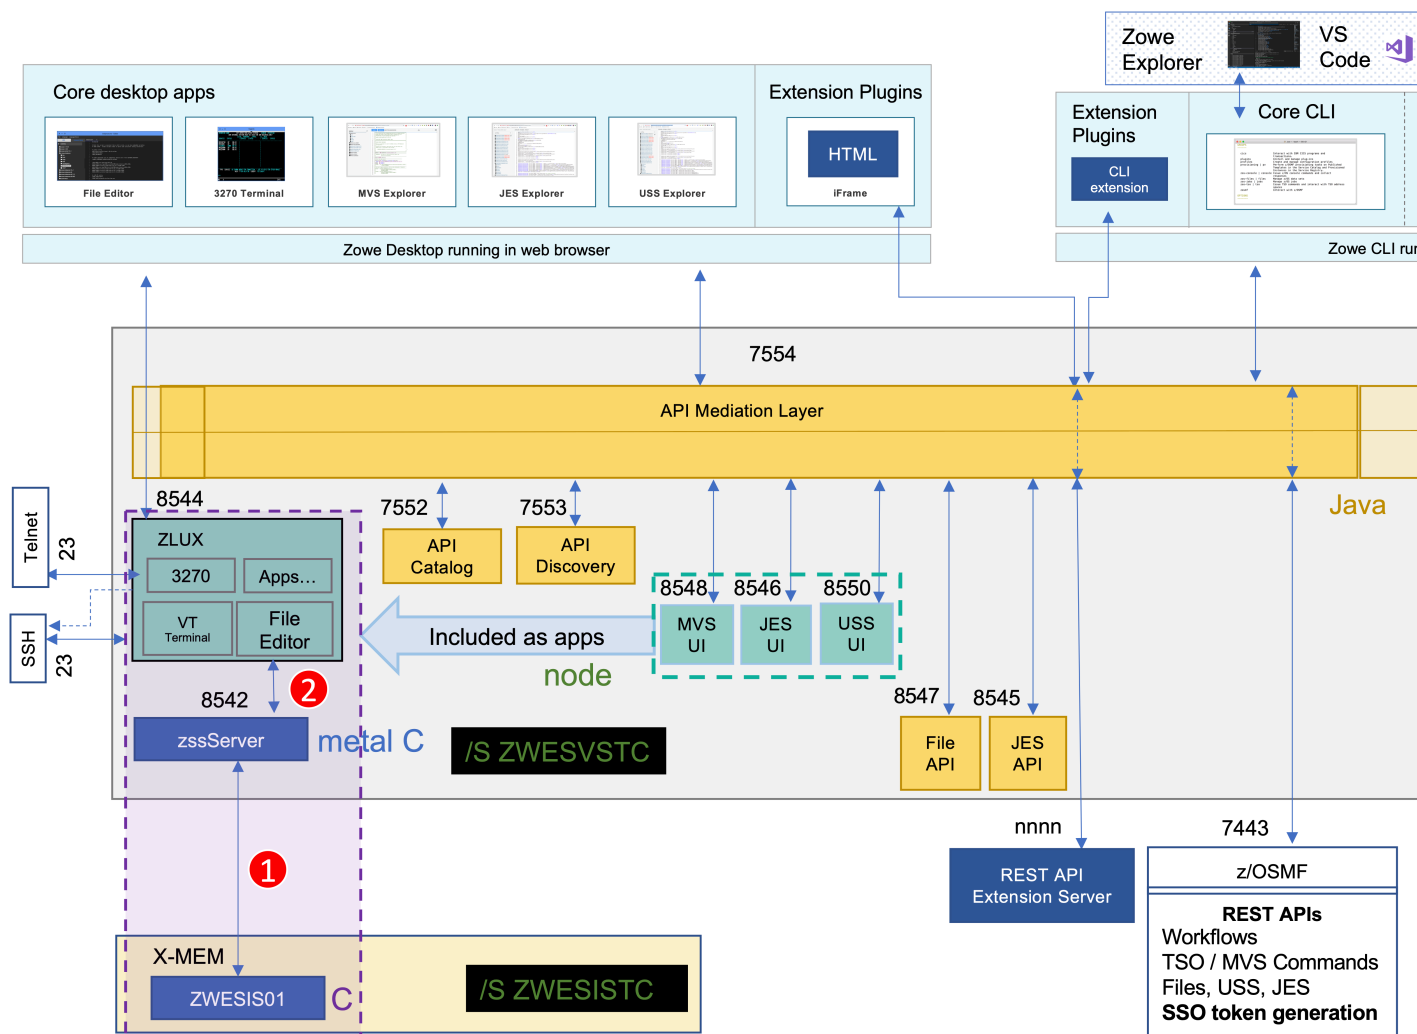 Zowe
Explorer
VS
Code
Core desktop apps
Extension Plugins
File Editor
3270 Terminal
MVS Explorer
JES Explorer
USS Explorer
HTML
iFrame
Extension
Plugins
CLI
extension
Core CLI
Zowe Desktop running in web browser
Zowe CLI rur
7554
API Mediation Layer
Java
8544
ZLUX
3270
Apps...
VT
Terminal
File
Editor
Telnet
23
SSH
23
7552
API
Catalog
7553
API
Discovery
8548
8546
8550
MVS
UI
JES
UI
USS
UI
Included as apps
node
8542
2
zssServer
metal C
/S ZWESVSTC
8547
File
API
8545
JES
API
1
nnnn
REST API
Extension Server
7443
z/OSMF
REST APIs
Workflows
TSO / MVS Commands
Files, USS, JES
SSO token generation
X-MEM
ZWESIS01
C
/S ZWESISTC